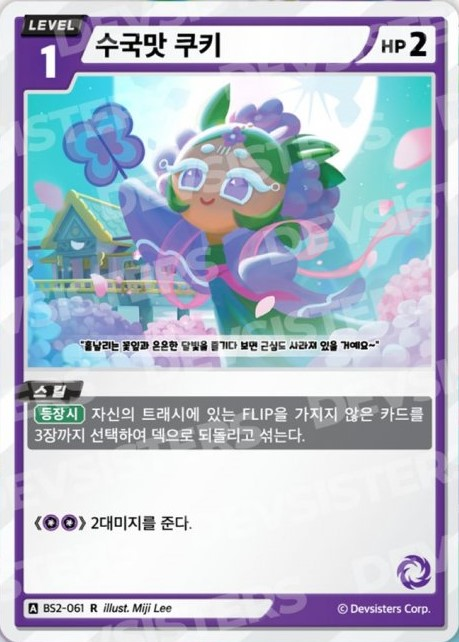 LEVEL
1
수국맛 쿠키
HP 2
"흩날리는 꽃잎과 은은한 달빛을 즐기다 보면 근심도 사라져 있을 거예요~"
스킬
등장시 자신의 트래시에 있는 FLIP을 가지지 않은 카드를
3장까지 선택하여 덱으로 되돌리고 섞는다.
《》 2대미지를 준다.
A BS2-061 R illust. Miji Lee
© Devsisters Corp.
DEVSISTERS